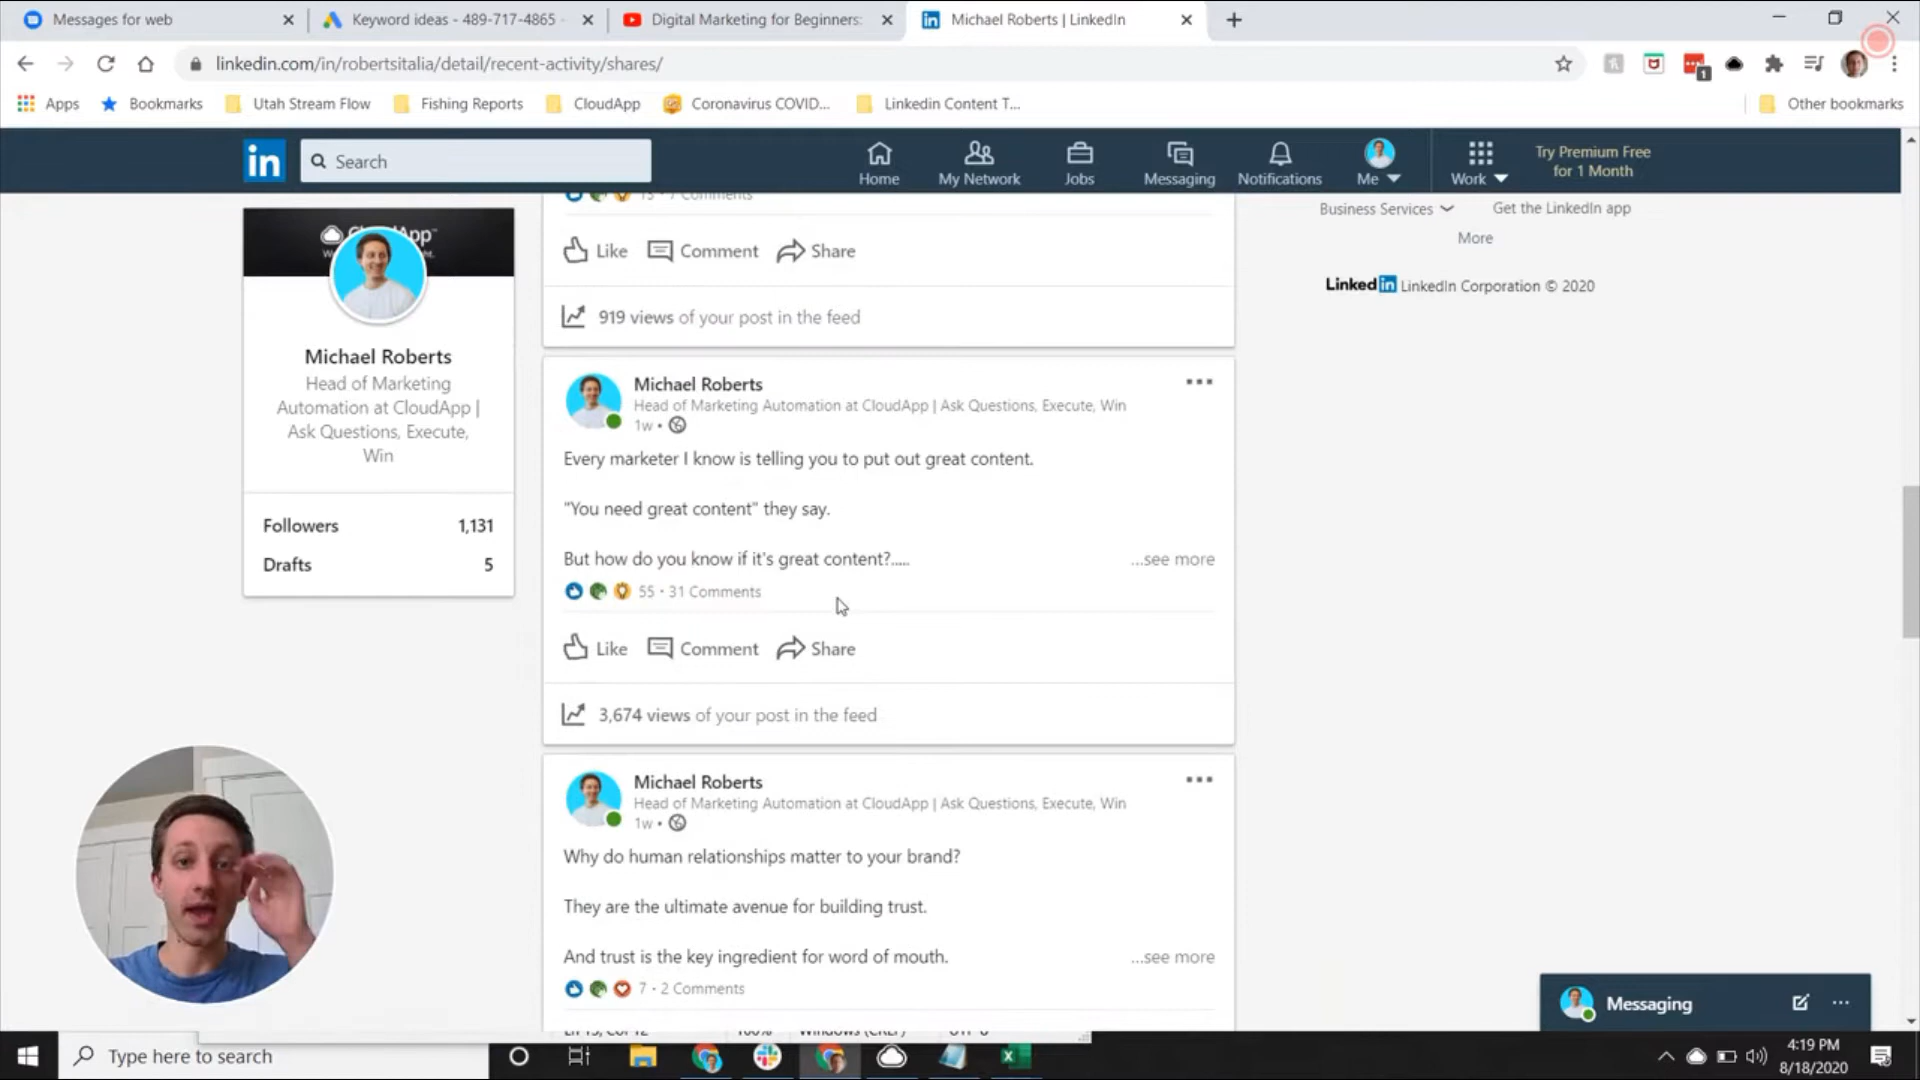 Messages for web
Keyword ideas - 489-717-4865
Digital Marketing for Beginners:
Michael Roberts | LinkedIn
linkedin.com/in/robertsitalia/detail/recent-activity/shares/
1
Apps
Bookmarks
Utah Stream Flow
Fishing Reports
CloudApp
Coronavirus COVID...
Linkedin Content T...
Other bookmarks
in
Search
Home
My Network
Jobs
Messaging
Notifications
Me
Work
Try Premium Free
for 1 Month
Michael Roberts
Head of Marketing
Automation at CloudApp |
Ask Questions, Execute,
Win
Followers 1,131
Drafts 5
Like Comment Share
919 views of your post in the feed
Michael Roberts
Head of Marketing Automation at CloudApp | Ask Questions, Execute, Win
1w •
Every marketer I know is telling you to put out great content.
"You need great content" they say.
But how do you know if it's great content?.....
...see more
55 · 31 Comments
Like Comment Share
3,674 views of your post in the feed
Michael Roberts
Head of Marketing Automation at CloudApp | Ask Questions, Execute, Win
1w •
Why do human relationships matter to your brand?
They are the ultimate avenue for building trust.
And trust is the key ingredient for word of mouth.
...see more
7 · 2 Comments
Business Services
Get the LinkedIn app
More
Linked in LinkedIn Corporation © 2020
Messaging
Type here to search
4:19 PM
8/18/2020